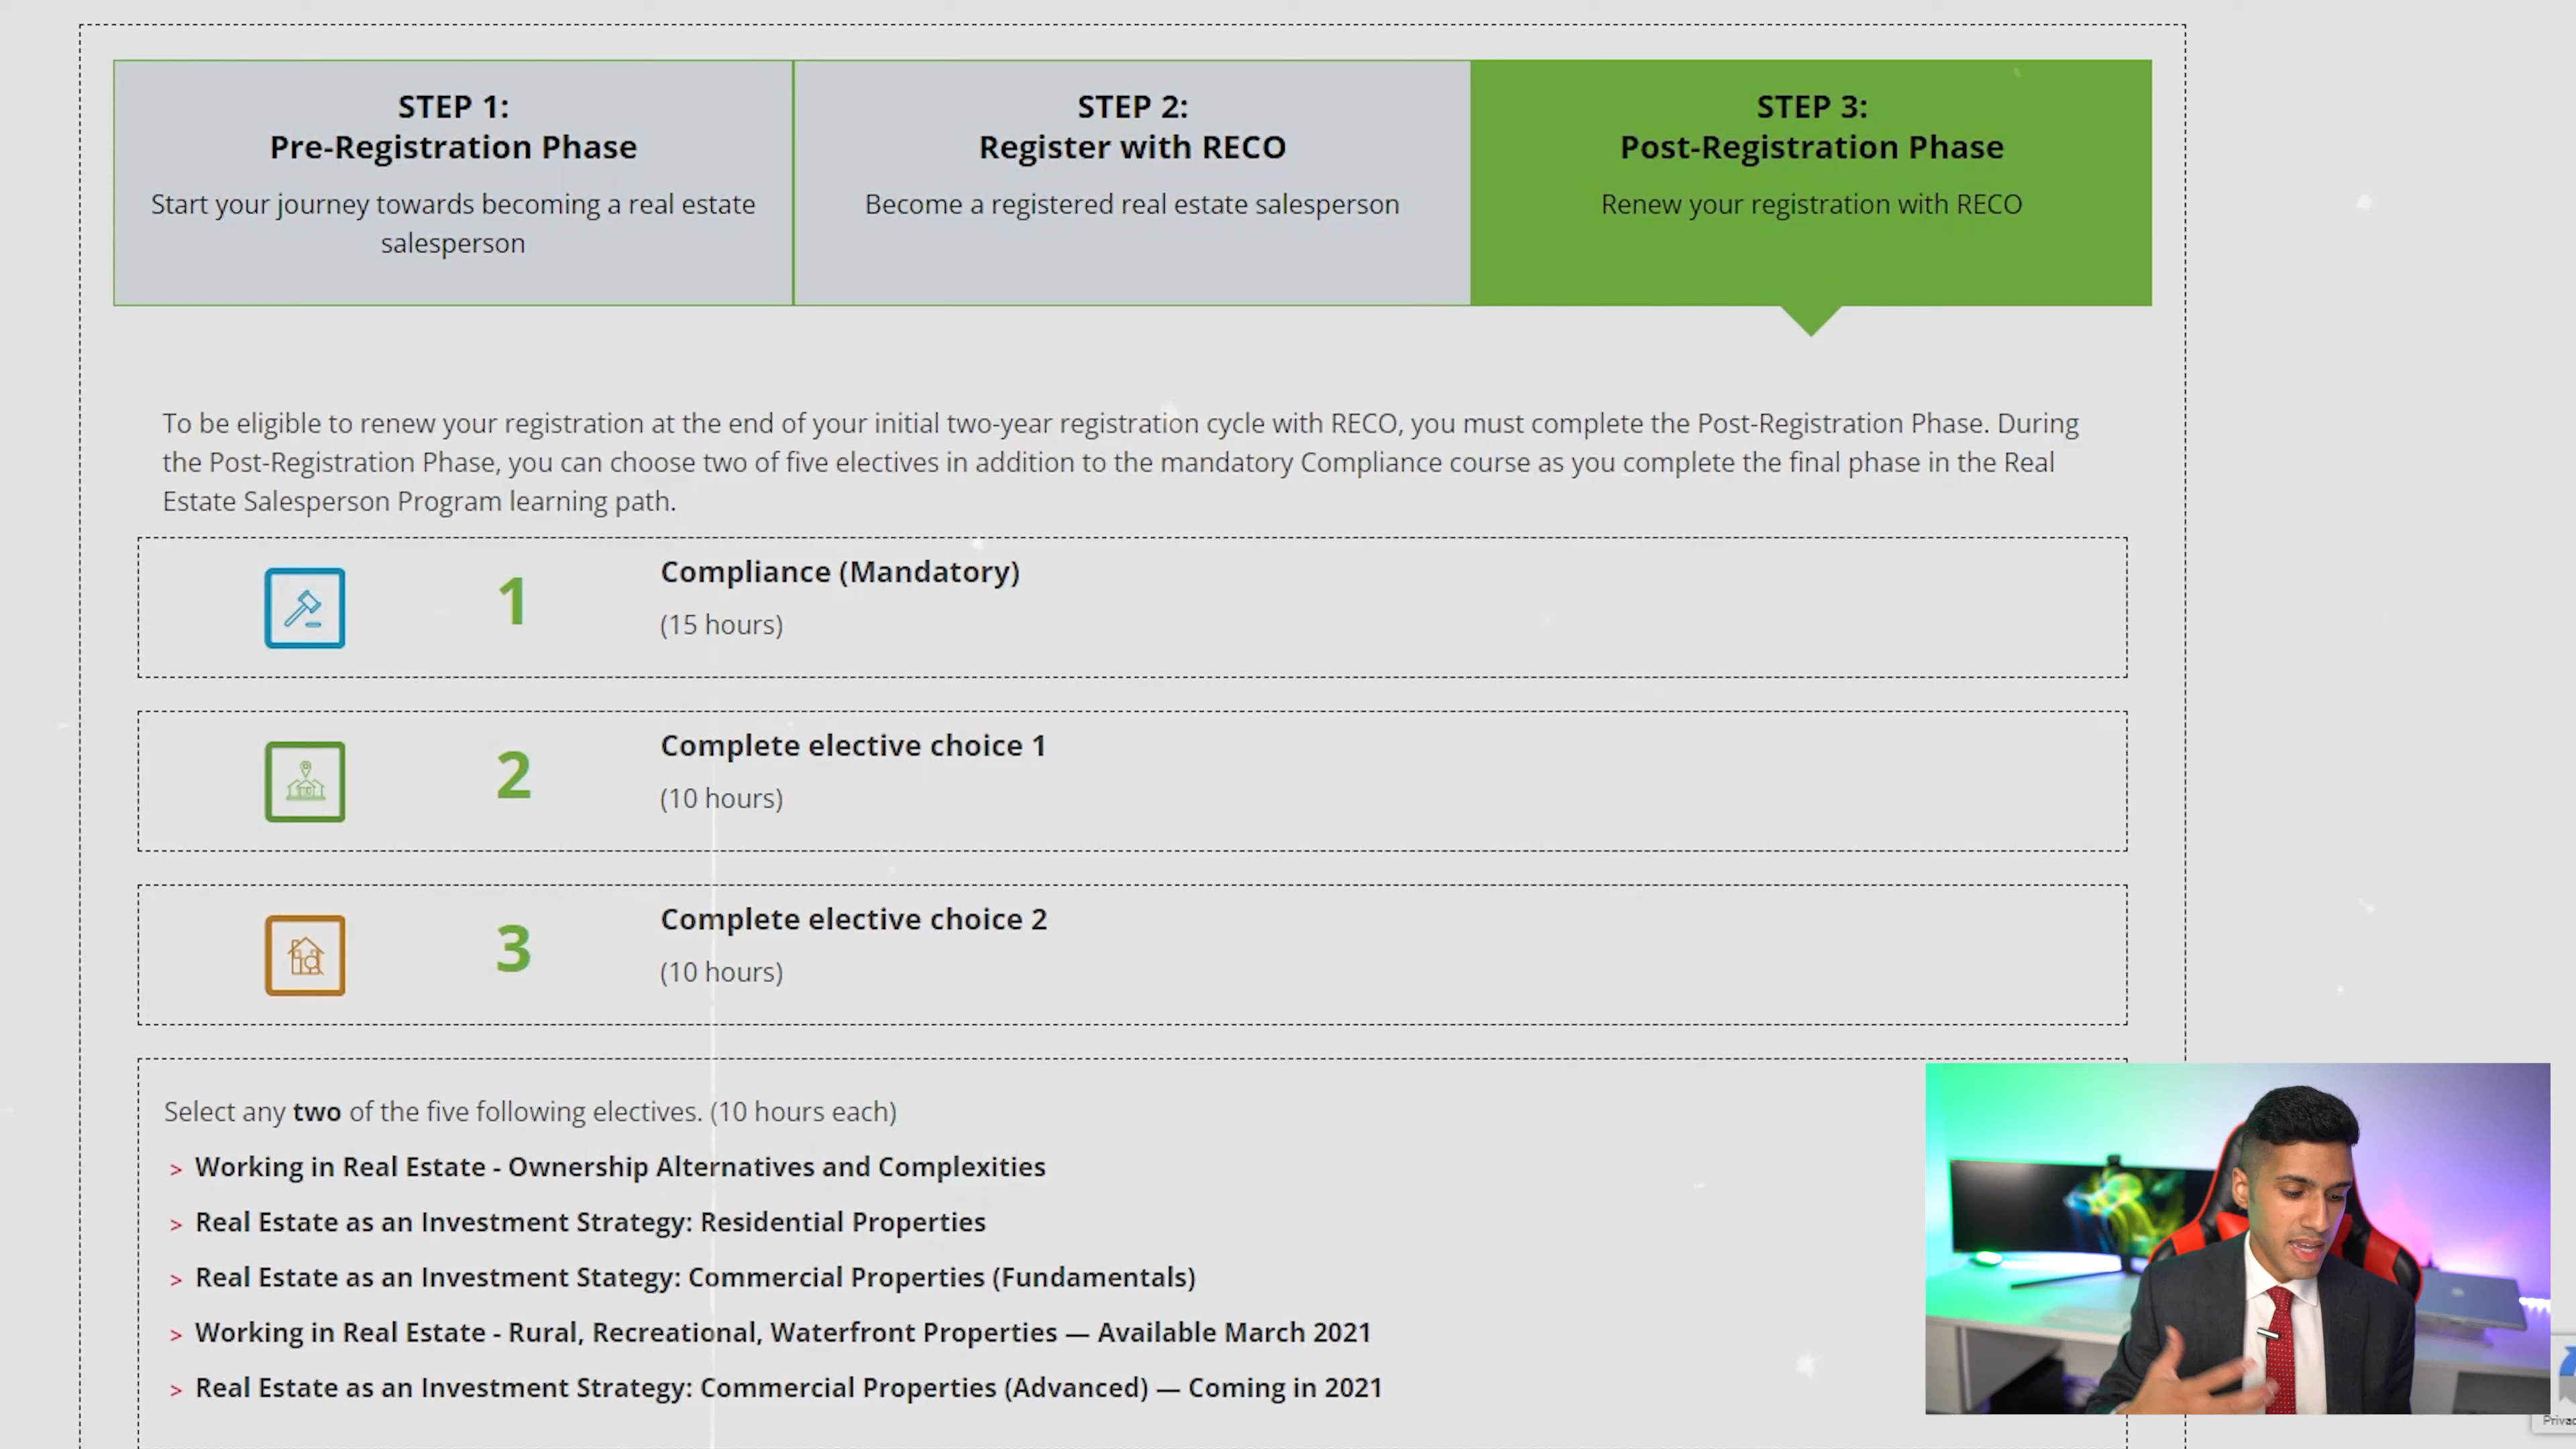 STEP 1:
Pre-Registration Phase
Start your journey towards becoming a real estate
salesperson
STEP 2:
Register with RECO
Become a registered real estate salesperson
STEP 3:
Post-Registration Phase
Renew your registration with RECO
To be eligible to renew your registration at the end of your initial two-year registration cycle with RECO, you must complete the Post-Registration Phase. During
the Post-Registration Phase, you can choose two of five electives in addition to the mandatory Compliance course as you complete the final phase in the Real
Estate Salesperson Program learning path.
1
Compliance (Mandatory)
(15 hours)
2
Complete elective choice 1
(10 hours)
3
Complete elective choice 2
(10 hours)
Select any two of the five following electives. (10 hours each)
> Working in Real Estate - Ownership Alternatives and Complexities
> Real Estate as an Investment Strategy: Residential Properties
> Real Estate as an Investment Stategy: Commercial Properties (Fundamentals)
> Working in Real Estate - Rural, Recreational, Waterfront Properties — Available March 2021
> Real Estate as an Investment Strategy: Commercial Properties (Advanced) — Coming in 2021